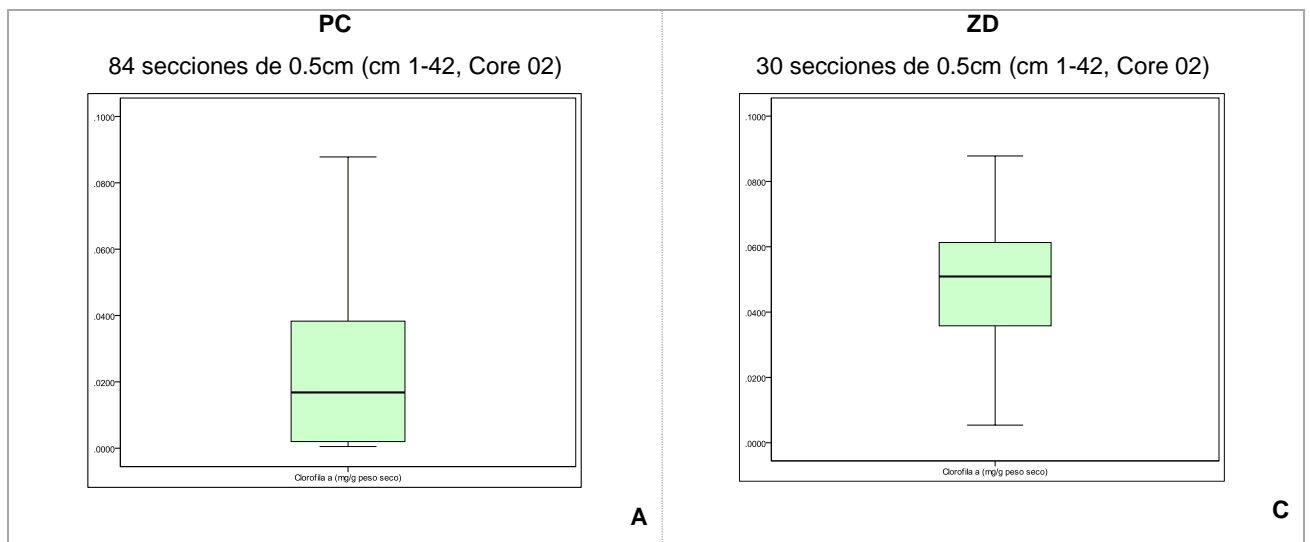 PC
84 secciones de 0.5cm (cm 1-42, Core 02)
.1000
.0800
.0600
.0400
.0200
.0000
Clorofila a (mg/g peso seco)
A
ZD
30 secciones de 0.5cm (cm 1-42, Core 02)
.1000
.0800
.0600
.0400
.0200
.0000
Clorofila a (mg/g peso seco)
C